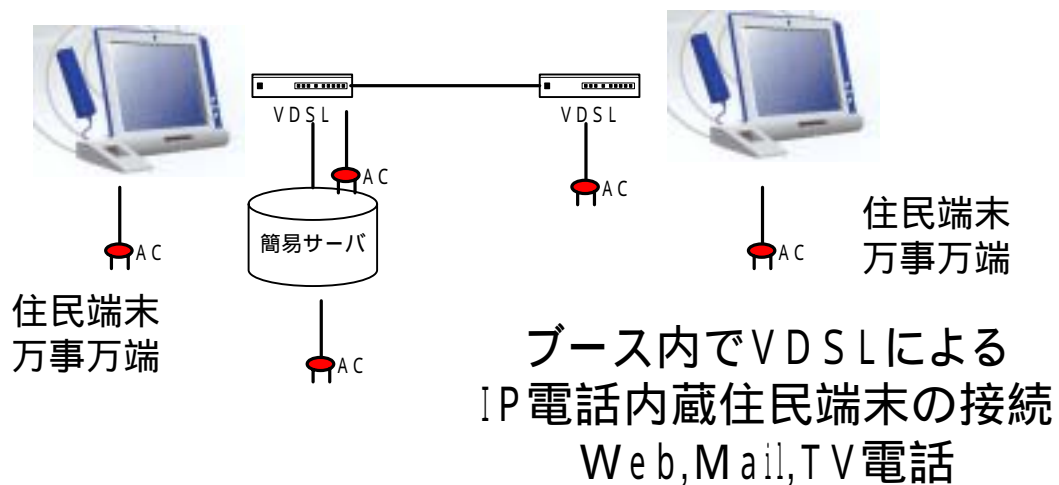 VDSL
VDSL
AC
AC
簡易サーバ
AC
AC
AC
住民端末
万事万端
住民端末
万事万端
ブース内でVDSLによる
IP電話内蔵住民端末の接続
Web,Mail,TV電話